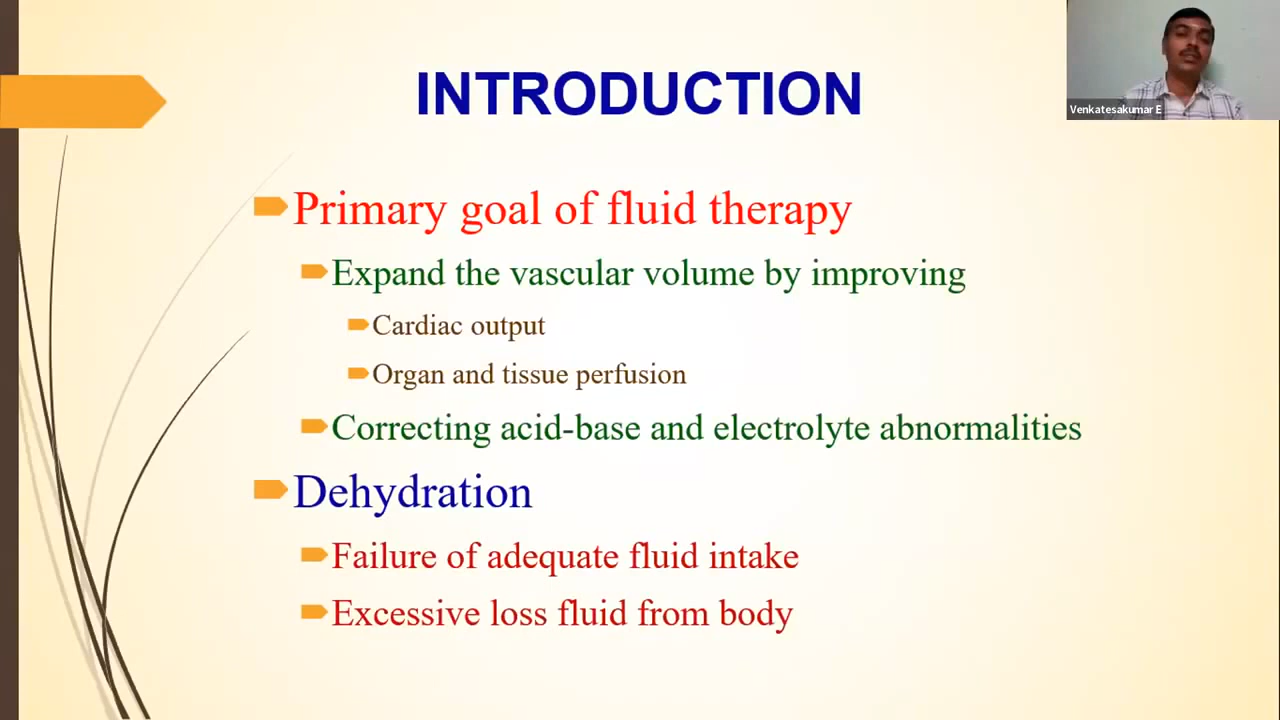 INTRODUCTION
Venkatesakumar E
Primary goal of fluid therapy
Expand the vascular volume by improving
Cardiac output
Organ and tissue perfusion
Correcting acid-base and electrolyte abnormalities
Dehydration
Failure of adequate fluid intake
Excessive loss fluid from body